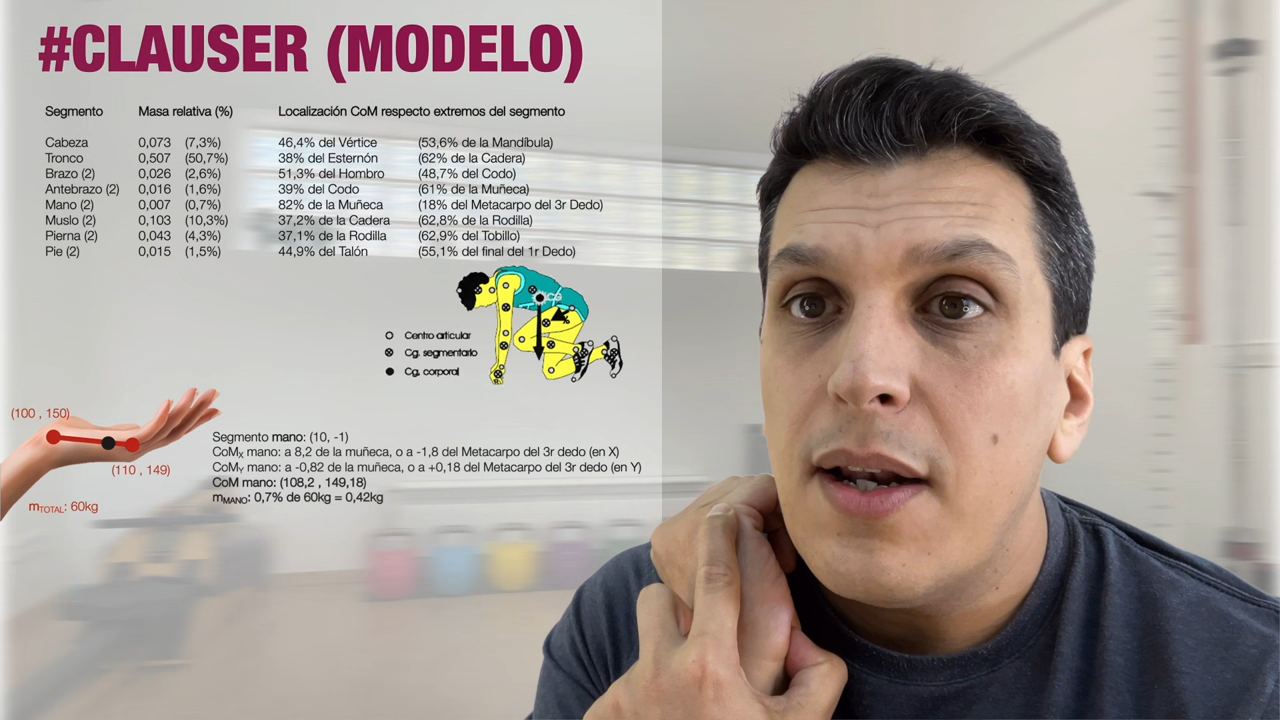 #CLAUSER (MODELO)
Segmento Masa relativa (%) Localización CoM respecto extremos del segmento
Cabeza 0,073 (7,3%) 46,4% del Vértice (53,6% de la Mandíbula)
Tronco 0,507 (50,7%) 38% del Esternón (62% de la Cadera)
Brazo (2) 0,026 (2,6%) 51,3% del Hombro (48,7% del Codo)
Antebrazo (2) 0,016 (1,6%) 39% del Codo (61% de la Muñeca)
Mano (2) 0,007 (0,7%) 82% de la Muñeca (18% del Metacarpo del 3r Dedo)
Muslo (2) 0,103 (10,3%) 37,2% de la Cadera (62,8% de la Rodilla)
Pierna (2) 0,043 (4,3%) 37,1% de la Rodilla (62,9% del Tobillo)
Pie (2) 0,015 (1,5%) 44,9% del Talón (55,1% del final del 1r Dedo)
Centro articular
Cg. segmentario
Cg, corporal
(100 , 150)
(110 , 149)
mTOTAL: 60kg
Segmento mano: (10, -1)
CoMX mano: a 8,2 de la muñeca, o a -1,8 del Metacarpo del 3r dedo (en X)
CoMY mano: a -0,82 de la muñeca, o a +0,18 del Metacarpo del 3r dedo (en Y)
CoM mano: (108,2 , 149,18)
mMANO: 0,7% de 60kg = 0,42kg